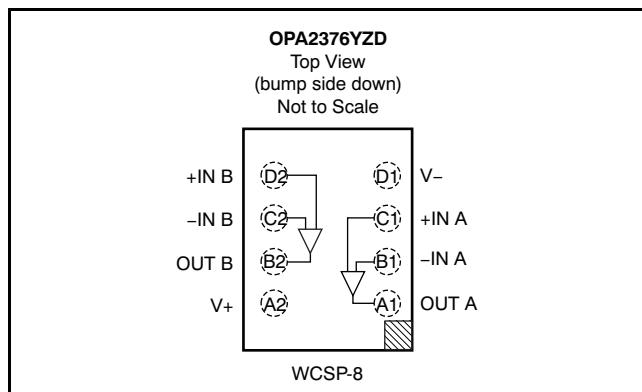 OPA2376YZD
Top View
(bump side down)
Not to Scale
+IN B D2 D1 V−
−IN B C2 C1 +IN A
OUT B B2 B1 −IN A
V+ A2 A1 OUT A
WCSP-8